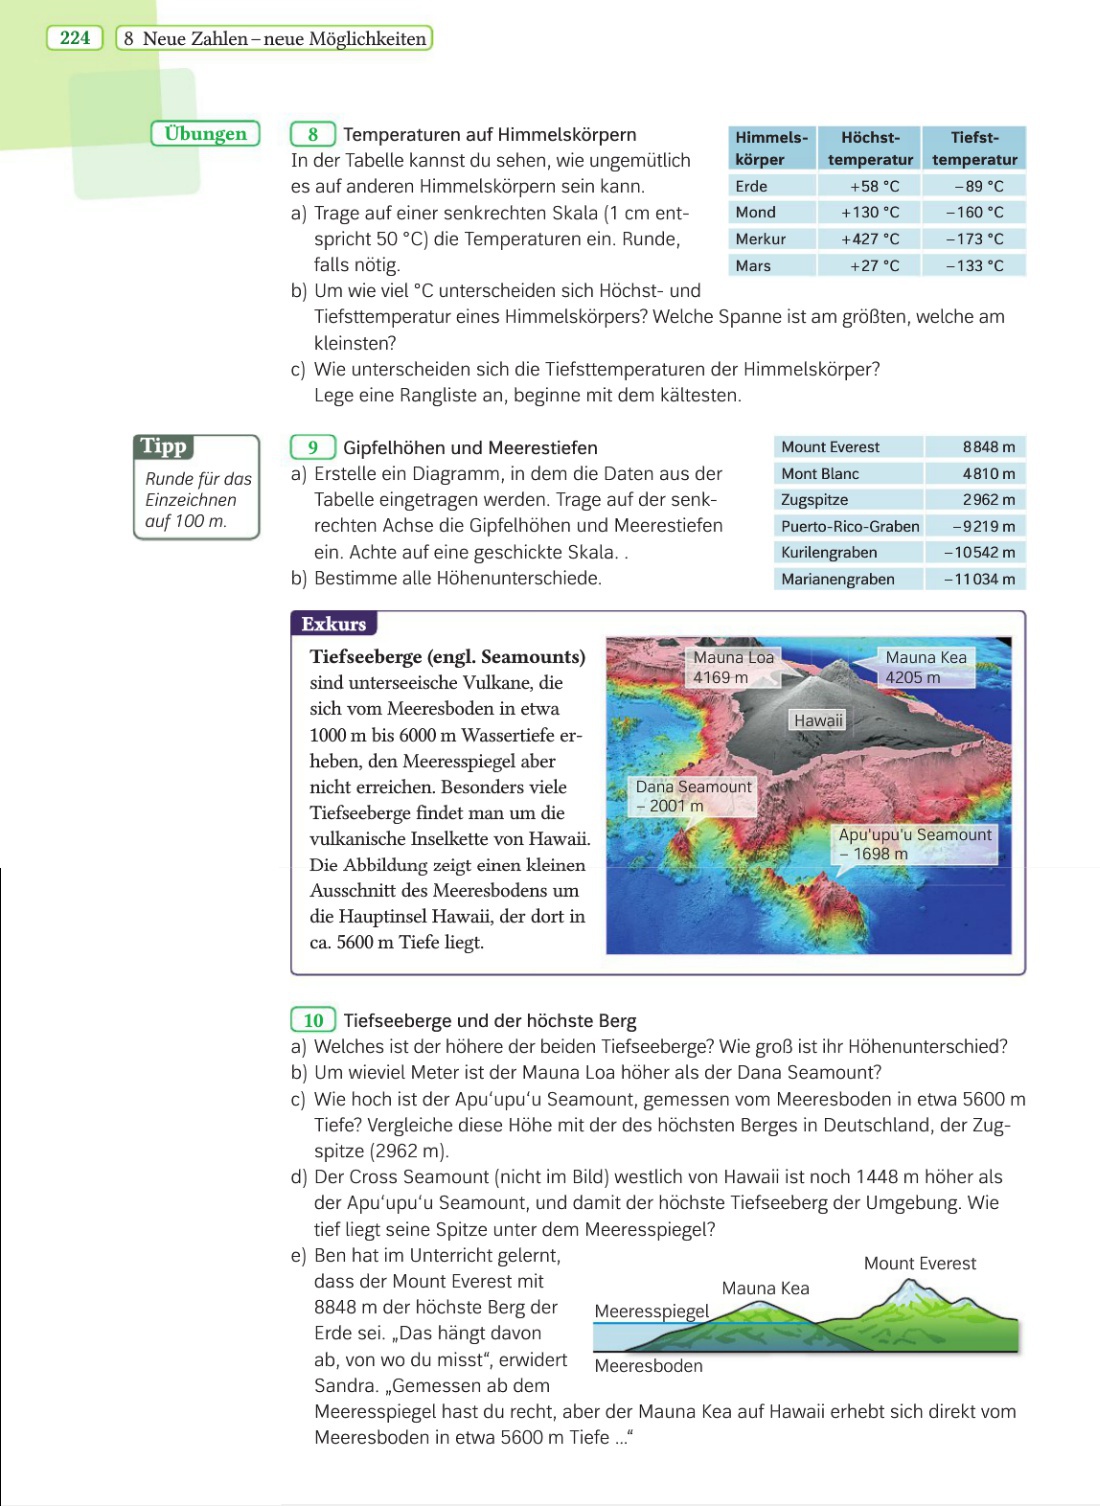 224
8 Neue Zahlen – neue Möglichkeiten
Übungen
8 Temperaturen auf Himmelskörpern
In der Tabelle kannst du sehen, wie ungemütlich
es auf anderen Himmelskörpern sein kann.
a) Trage auf einer senkrechten Skala (1 cm ent-
spricht 50 °C) die Temperaturen ein. Runde,
falls nötig.
b) Um wie viel °C unterscheiden sich Höchst- und
Tiefsttemperatur eines Himmelskörpers? Welche Spanne ist am größten, welche am
kleinsten?
c) Wie unterscheiden sich die Tiefsttemperaturen der Himmelskörper?
Lege eine Rangliste an, beginne mit dem kältesten.
Himmels- Höchst- Tiefst-
körper temperatur temperatur
Erde +58 °C −89 °C
Mond +130 °C −160 °C
Merkur +427 °C −173 °C
Mars +27 °C −133 °C
Tipp
Runde für das
Einzeichnen
auf 100 m.
9 Gipfelhöhen und Meerestiefen
a) Erstelle ein Diagramm, in dem die Daten aus der
Tabelle eingetragen werden. Trage auf der senk-
rechten Achse die Gipfelhöhen und Meerestiefen
ein. Achte auf eine geschickte Skala. .
b) Bestimme alle Höhenunterschiede.
Mount Everest 8848 m
Mont Blanc 4810 m
Zugspitze 2962 m
Puerto-Rico-Graben −9219 m
Kurilengraben −10542 m
Marianengraben −11034 m
Exkurs
Tiefseeberge (engl. Seamounts)
sind unterseeische Vulkane, die
sich vom Meeresboden in etwa
1000 m bis 6000 m Wassertiefe er-
heben, den Meeresspiegel aber
nicht erreichen. Besonders viele
Tiefseeberge findet man um die
vulkanische Inselkette von Hawaii.
Die Abbildung zeigt einen kleinen
Ausschnitt des Meeresbodens um
die Hauptinsel Hawaii, der dort in
ca. 5600 m Tiefe liegt.
Mauna Loa
4169 m
Mauna Kea
4205 m
Hawaii
Dana Seamount
– 2001 m
Apu'upu'u Seamount
– 1698 m
10 Tiefseeberge und der höchste Berg
a) Welches ist der höhere der beiden Tiefseeberge? Wie groß ist ihr Höhenunterschied?
b) Um wieviel Meter ist der Mauna Loa höher als der Dana Seamount?
c) Wie hoch ist der Apu‘upu‘u Seamount, gemessen vom Meeresboden in etwa 5600 m
Tiefe? Vergleiche diese Höhe mit der des höchsten Berges in Deutschland, der Zug-
spitze (2962 m).
d) Der Cross Seamount (nicht im Bild) westlich von Hawaii ist noch 1448 m höher als
der Apu‘upu‘u Seamount, und damit der höchste Tiefseeberg der Umgebung. Wie
tief liegt seine Spitze unter dem Meeresspiegel?
e) Ben hat im Unterricht gelernt,
dass der Mount Everest mit
8848 m der höchste Berg der
Erde sei. „Das hängt davon
ab, von wo du misst“, erwidert
Sandra. „Gemessen ab dem
Meeresspiegel hast du recht, aber der Mauna Kea auf Hawaii erhebt sich direkt vom
Meeresboden in etwa 5600 m Tiefe ...“
Mount Everest
Mauna Kea
Meeresspiegel
Meeresboden